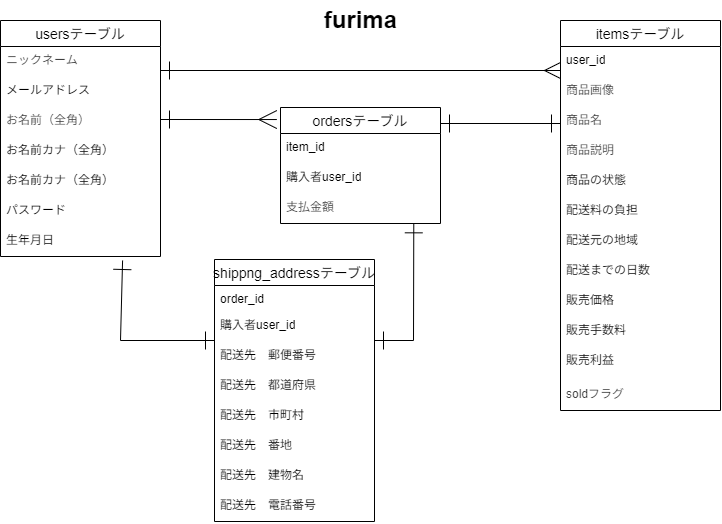 furima
usersテーブル
ニックネーム
メールアドレス
お名前（全角）
お名前カナ（全角）
お名前カナ（全角）
パスワード
生年月日
ordersテーブル
item_id
購入者user_id
支払金額
itemsテーブル
user_id
商品画像
商品名
商品説明
商品の状態
配送料の負担
配送元の地域
配送までの日数
販売価格
販売手数料
販売利益
soldフラグ
shippng_addressテーブル
order_id
購入者user_id
配送先　郵便番号
配送先　都道府県
配送先　市町村
配送先　番地
配送先　建物名
配送先　電話番号